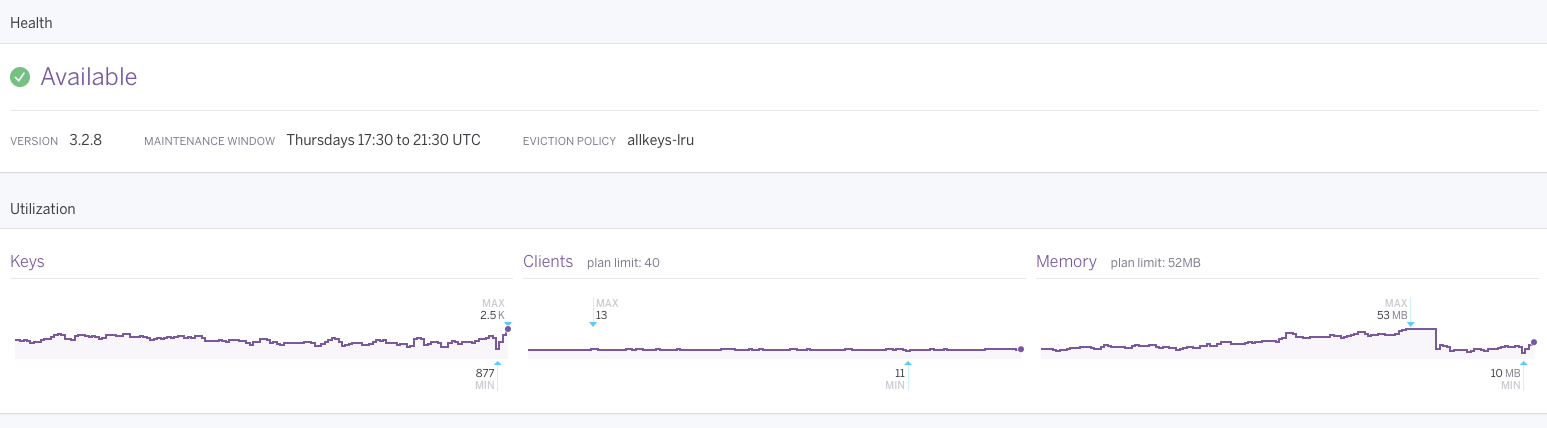 Health
Available
VERSION 3.2.8 MAINTENANCE WINDOW Thursdays 17:30 to 21:30 UTC EVICTION POLICY allkeys-lru
Utilization
Keys
MAX
2.5 K
877
MIN
Clients plan limit: 40
MAX
13
11
MIN
Memory plan limit: 52MB
MAX
53 MB
10 MB
MIN